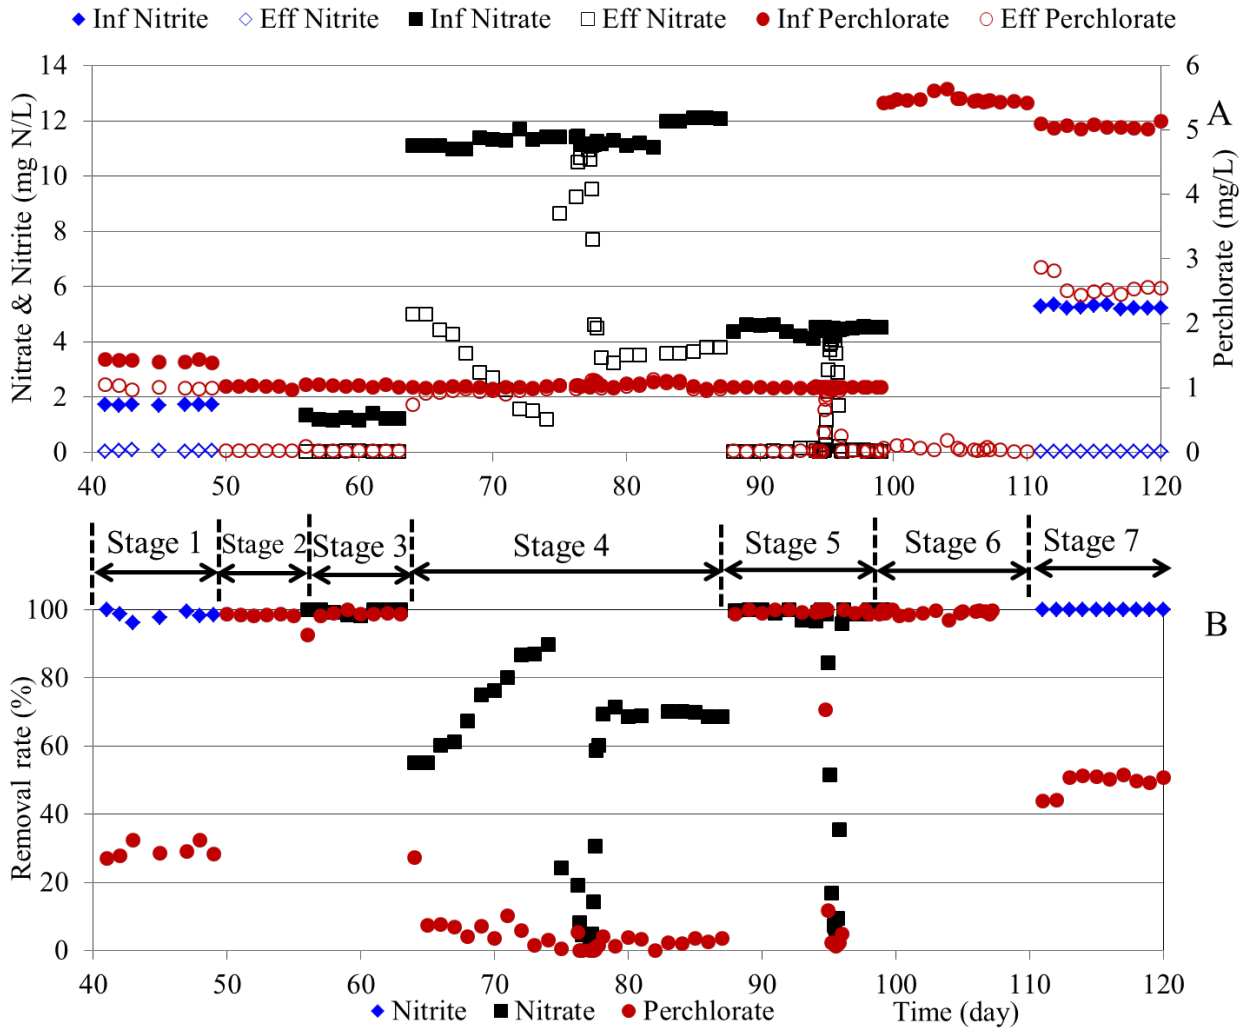 Inf Nitrite Eff Nitrite Inf Nitrate Eff Nitrate Inf Perchlorate Eff Perchlorate
14 6
12 A 5
10 4
8 3
6 2
4 1
2 0
0
Nitrate & Nitrite (mg N/L)
Perchlorate (mg/L)
40 50 60 70 80 90 100 110 120
Stage 1 Stage 2 Stage 3 Stage 4 Stage 5 Stage 6 Stage 7
100 B
80
60
40
20
0
Removal rate (%)
40 50 60 70 80 90 100 110 120
Nitrite Nitrate Perchlorate Time (day)